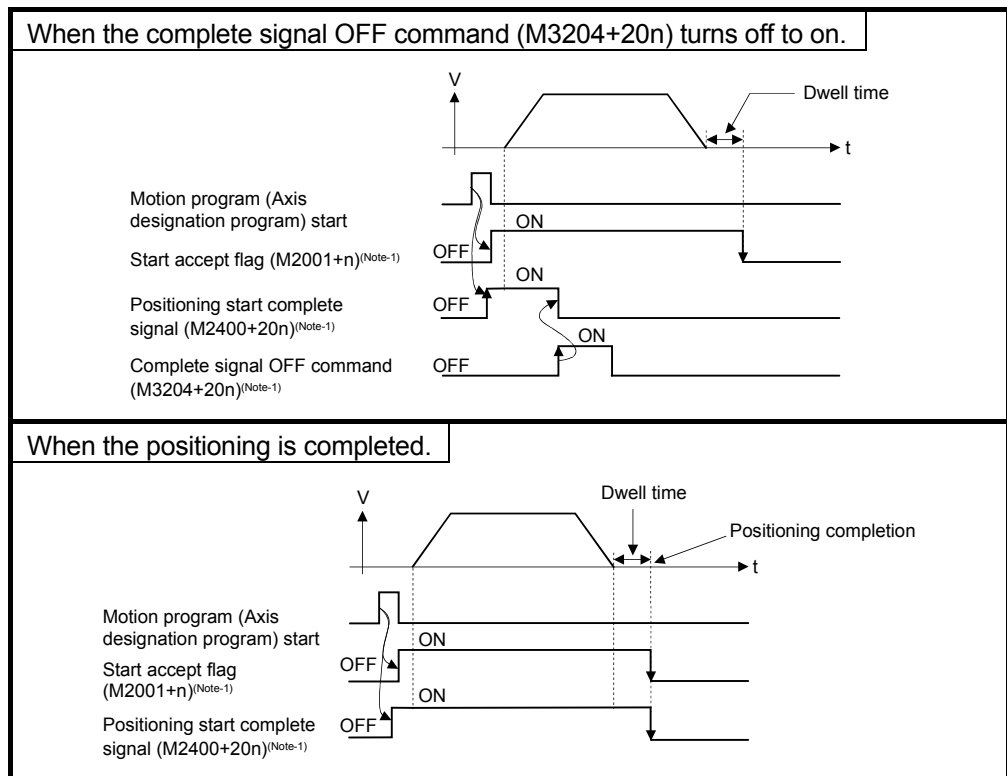 When the complete signal OFF command (M3204+20n) turns off to on.
V
Dwell time
t
Motion program (Axis
designation program) start
ON
Start accept flag (M2001+n)(Note-1)
OFF
ON
Positioning start complete
signal (M2400+20n)(Note-1)
OFF
ON
Complete signal OFF command
(M3204+20n)(Note-1)
OFF
When the positioning is completed.
V
Dwell time
Positioning completion
t
Motion program (Axis
designation program) start
ON
Start accept flag
(M2001+n)(Note-1)
OFF
ON
Positioning start complete
signal (M2400+20n)(Note-1)
OFF